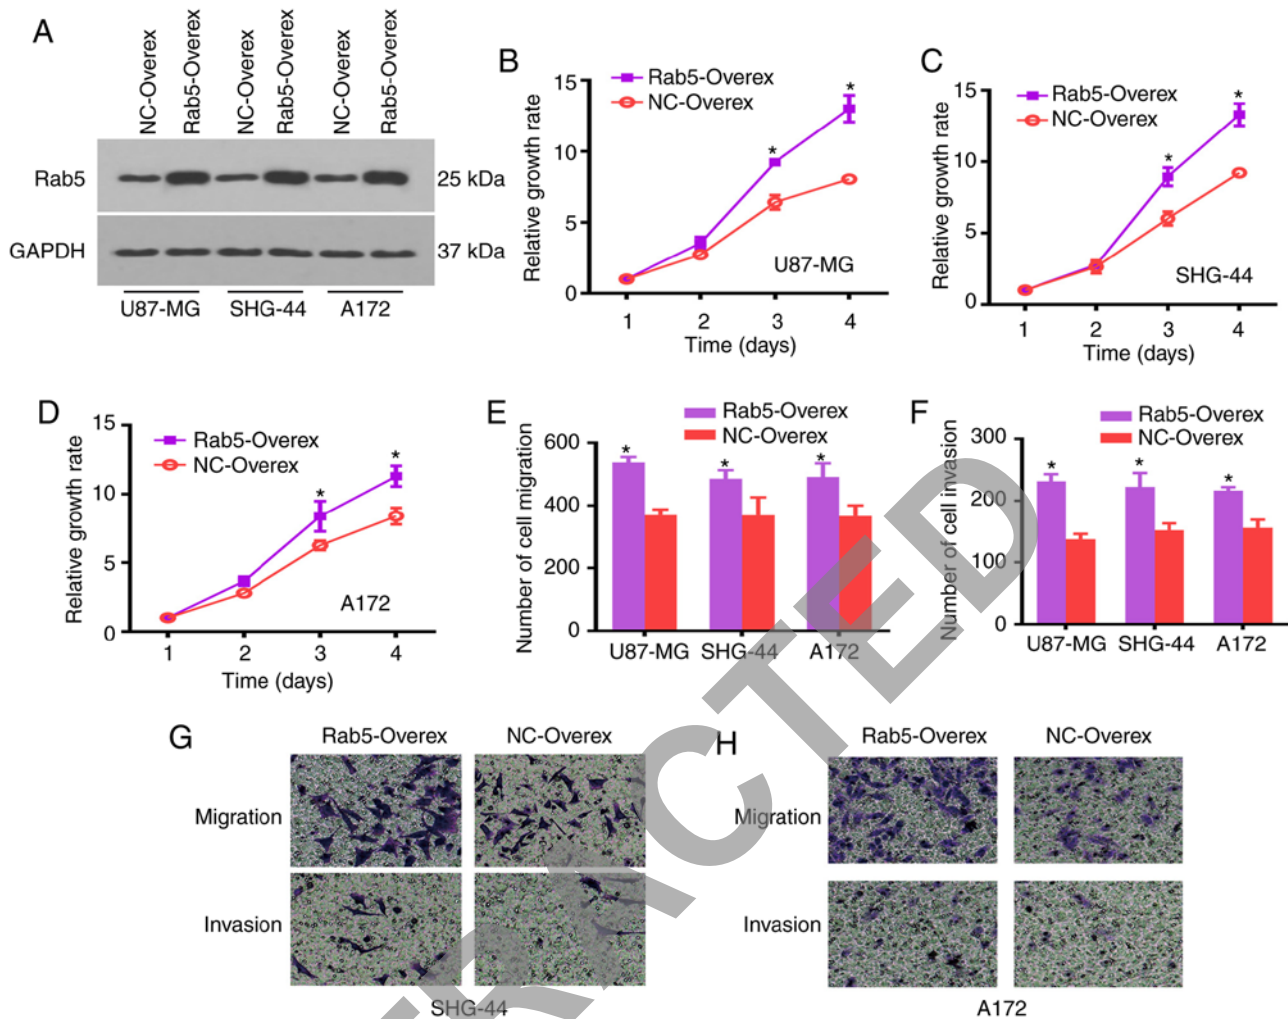 A
NC-Overex
Rab5-Overex
NC-Overex
Rab5-Overex
NC-Overex
Rab5-Overex
Rab5
25 kDa
GAPDH
37 kDa
U87-MG
SHG-44
A172
B
Rab5-Overex
NC-Overex
Relative growth rate
15
10
5
0
*
*
U87-MG
1 2 3 4
Time (days)
C
Rab5-Overex
NC-Overex
Relative growth rate
15
10
5
0
*
*
SHG-44
1 2 3 4
Time (days)
D
Rab5-Overex
NC-Overex
Relative growth rate
15
10
5
0
*
*
A172
1 2 3 4
Time (days)
E
Rab5-Overex
NC-Overex
Number of cell migration
600
400
200
0
* * *
U87-MG SHG-44 A172
F
Rab5-Overex
NC-Overex
Number of cell invasion
300
200
100
0
* * *
U87-MG SHG-44 A172
G
Rab5-Overex NC-Overex
Migration
Invasion
SHG-44
H
Rab5-Overex NC-Overex
Migration
Invasion
A172
RACTED